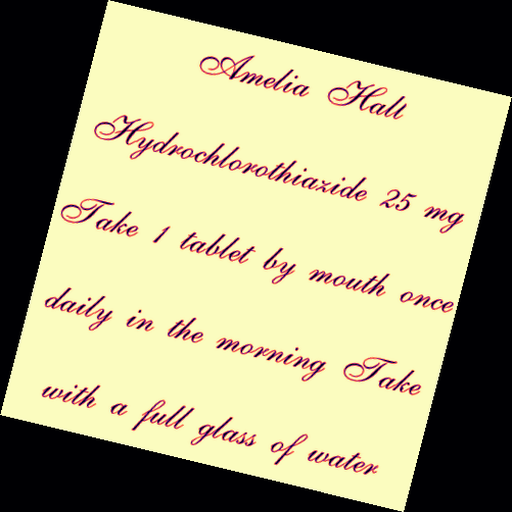 Amelia Halt
Hydrochlorothiazide 25 mg
Take 1 tablet by mouth once
daily in the morning Take
with a full glass of water